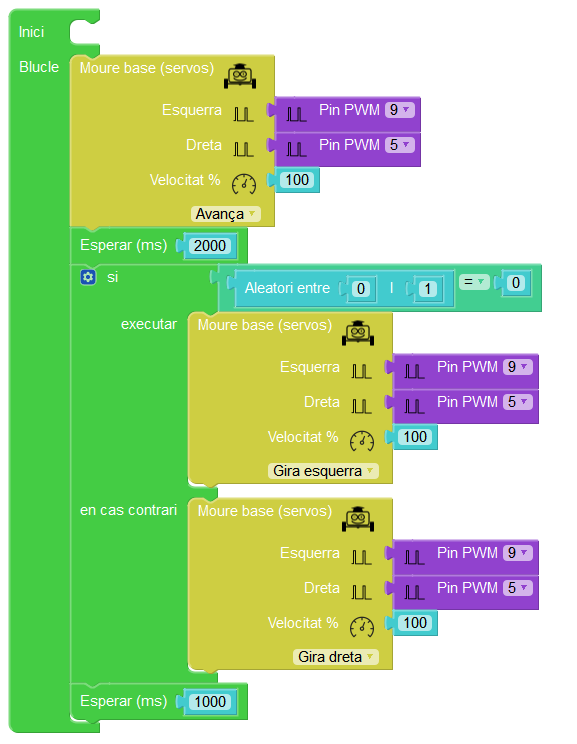 Inici
Blucle
Moure base (servos)
Esquerra Pin PWM 9
Dreta Pin PWM 5
Velocitat % 100
Avança
Esperar (ms) 2000
si Aleatori entre 0 I 1 = 0
executar Moure base (servos)
Esquerra Pin PWM 9
Dreta Pin PWM 5
Velocitat % 100
Gira esquerra
en cas contrari Moure base (servos)
Esquerra Pin PWM 9
Dreta Pin PWM 5
Velocitat % 100
Gira dreta
Esperar (ms) 1000